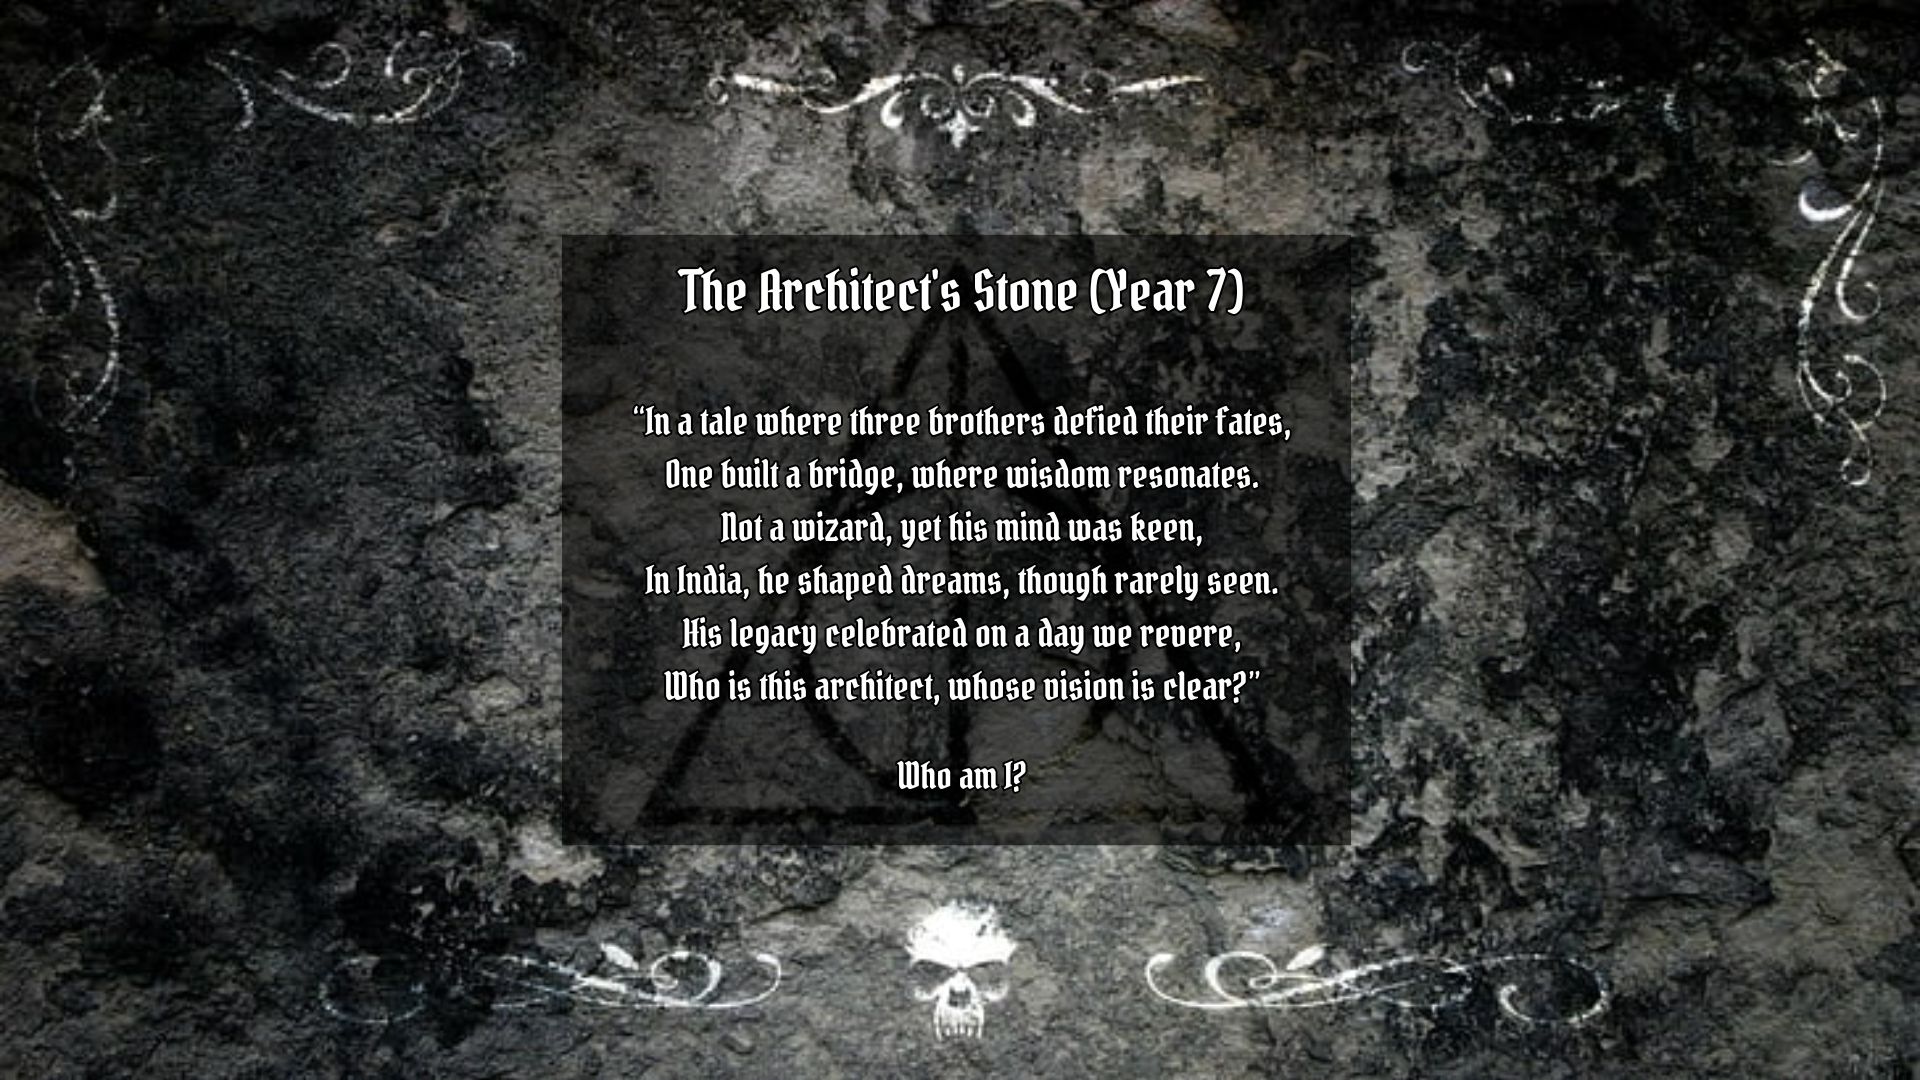 The Architect's Stone (Year 7)
“In a tale where three brothers defied their fates,
One built a bridge, where wisdom resonates.
Not a wizard, yet his mind was keen,
In India, he shaped dreams, though rarely seen.
His legacy celebrated on a day we revere,
Who is this architect, whose vision is clear?”
Who am I?